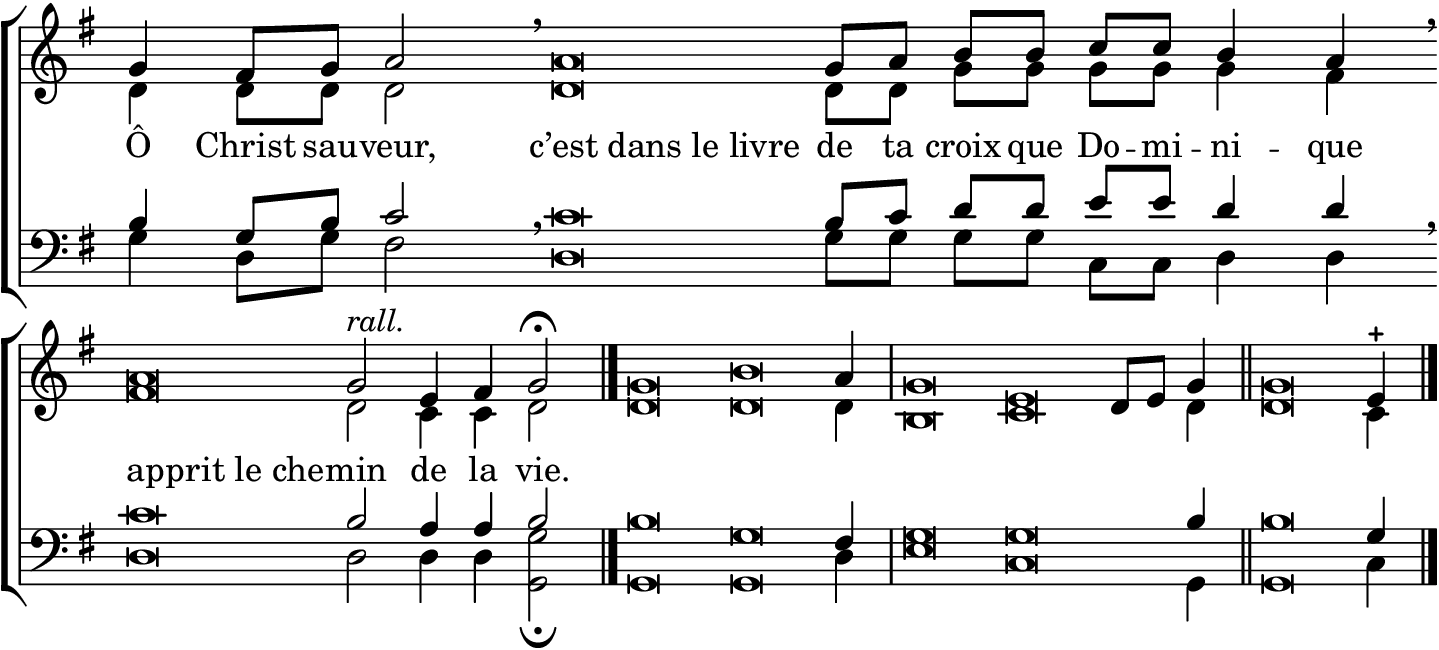 Ô Christ sauveur, c’est dans le livre de ta croix que Do - mi - ni - que
rall.
apprit le chemin de la vie.